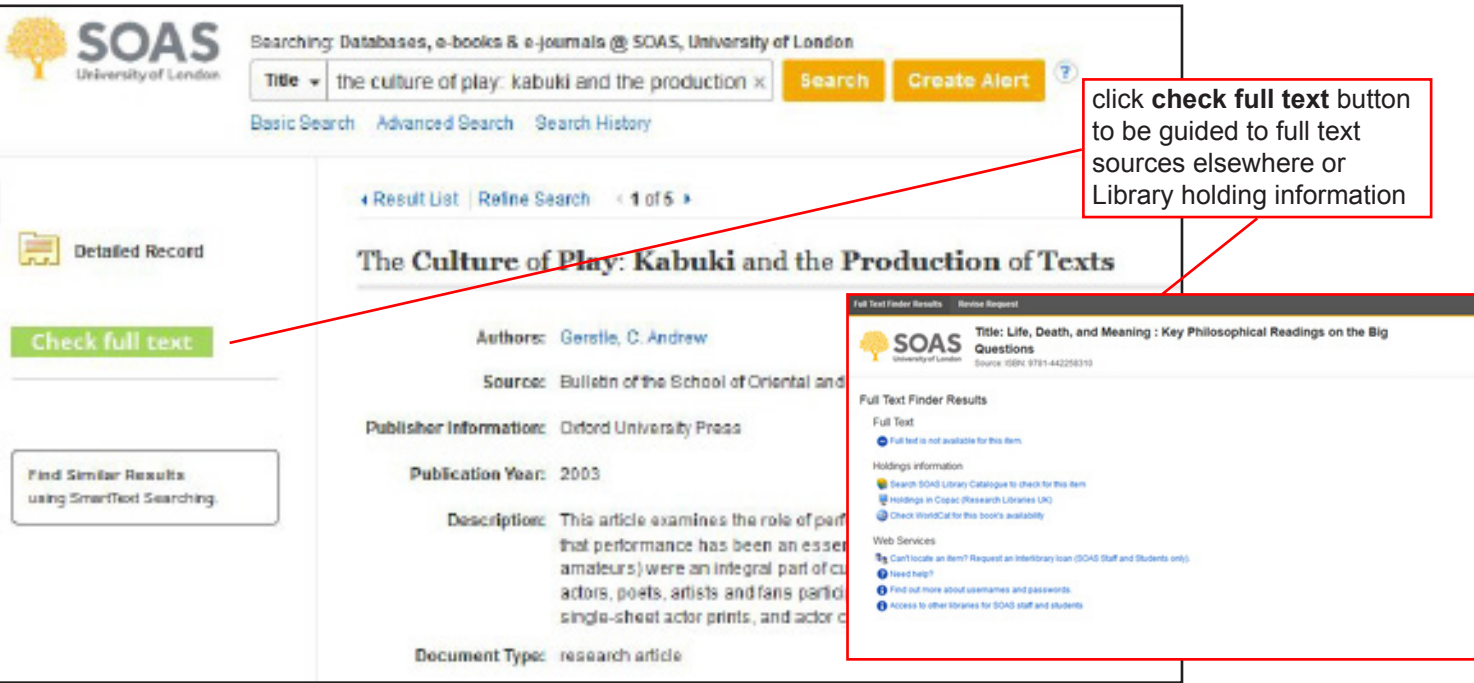 SOAS
University of London
Searching: Databases, e-books & e-journals @ SOAS, University of London
Title the culture of play: kabuki and the production × Search Create Alert ?
Basic Search Advanced Search Search History
click check full text button
to be guided to full text
sources elsewhere or
Library holding information
Result List Refine Search 1 of 5
Detailed Record
The Culture of Play: Kabuki and the Production of Texts
Check full text
Authors: Gerstle, C. Andrew
Source: Bulletin of the School of Oriental and
Publisher Information: Oxford University Press
Publication Year: 2003
Find Similar Results
using SmartText Searching.
Description: This article examines the role of perf
that performance has been an esser
amateurs) were an integral part of cu
actors, poets, artists and fans partici
single-sheet actor prints, and actor c
Document Type: research article
Full Text Finder Results Revise Request
SOAS
University of London
Title: Life, Death, and Meaning : Key Philosophical Readings on the Big
Questions
Source: ISBN: 9781-442258310
Full Text Finder Results
Full Text
Full text is not available for this item.
Holdings information
Search SOAS Library Catalogue to check for this item
Holdings in Copac (Research Libraries UK)
Check WorldCat for this book's availability
Web Services
Can't locate an item? Request an Interlibrary loan (SOAS Staff and Students only).
Need help?
Find out more about usernames and passwords.
Access to other libraries for SOAS staff and students